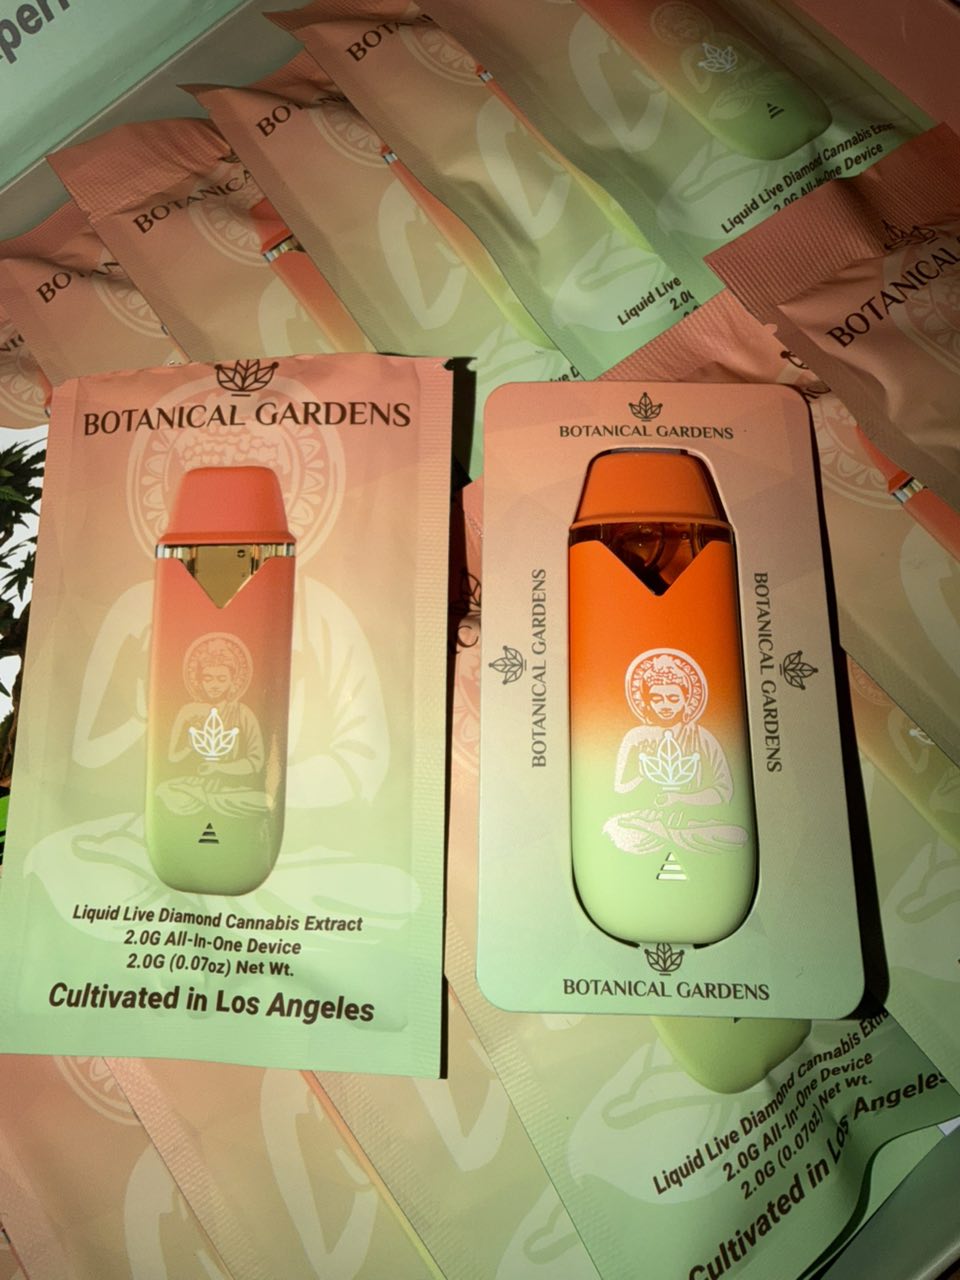 BOTANICAL GARDENS
Liquid Live Diamond Cannabis Extract
2.0G All-In-One Device
2.0G (0.07oz) Net Wt.
Cultivated in Los Angeles
BOTANICAL GARDENS
BOTANICAL GARDENS
BOTANICAL GARDENS
BOTANICAL GARDENS
Liquid Live Diamond Cannabis
2.0G All-In-One Device
Liquid Live
BOTANICAL
Liquid Live Diamond Cannabis
2.0G All-In-One Device
2.0G (0.07oz) Net Wt.
Cultivated in Los Angeles